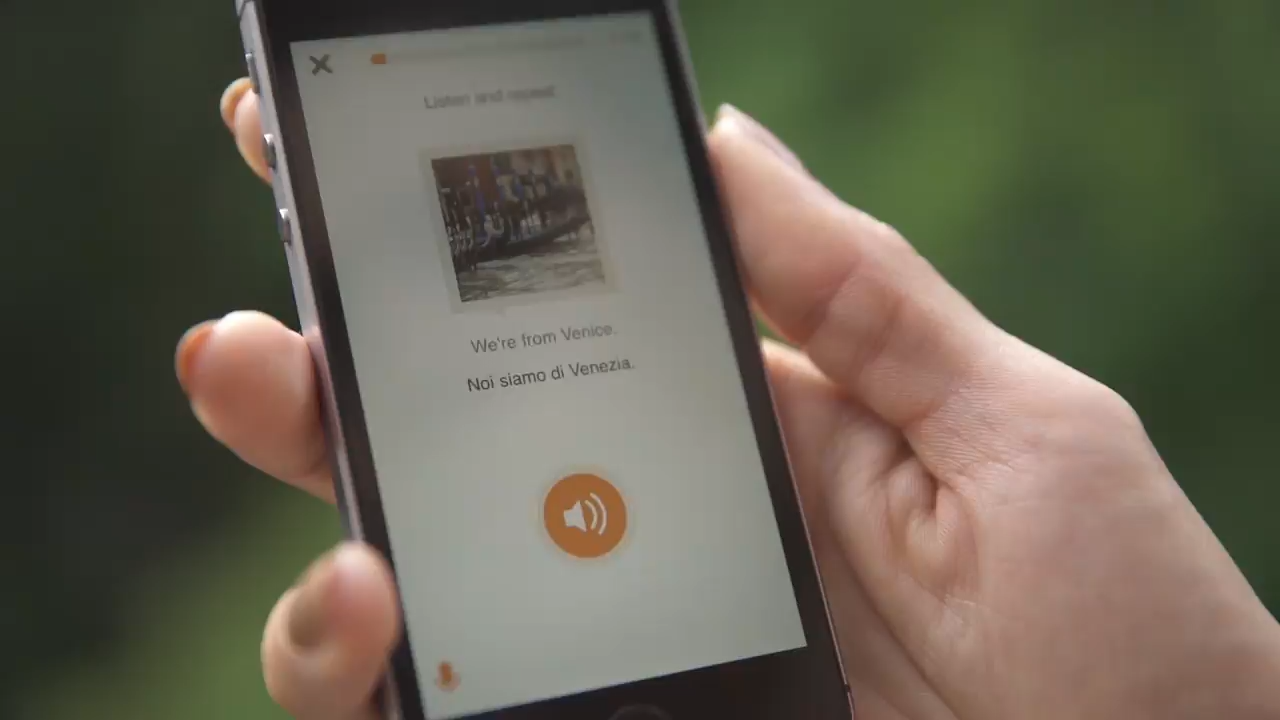 Listen and repeat
We're from Venice.
Noi siamo di Venezia.